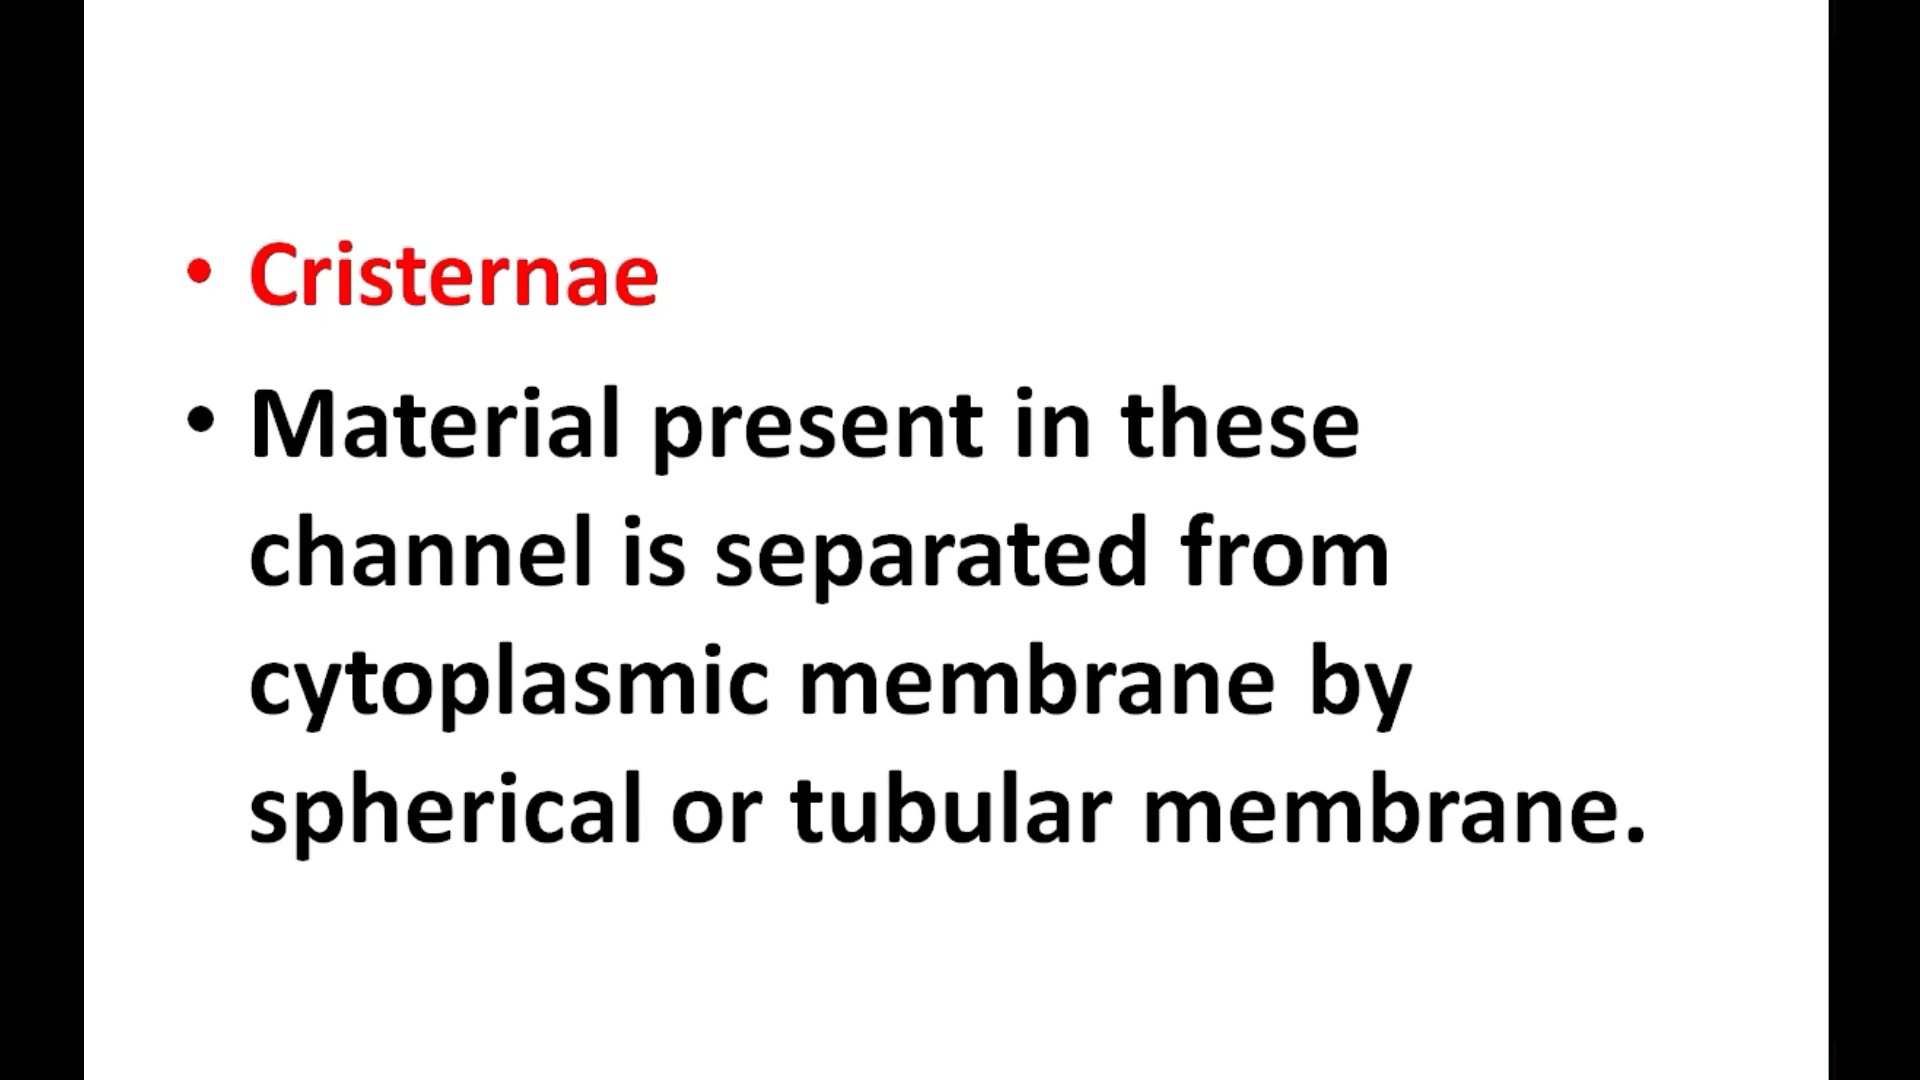 • Cristernae
• Material present in these
channel is separated from
cytoplasmic membrane by
spherical or tubular membrane.